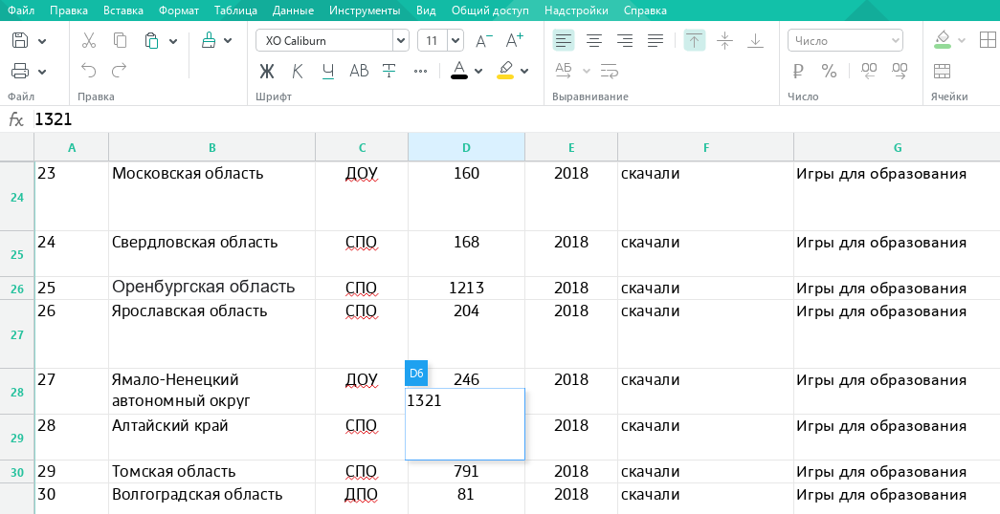 Файл Правка Вставка Формат Таблица Данные Инструменты Вид Общий доступ Надстройки Справка
XO Caliburn 11 A A+ Число
Ж К Ч АВ Т ... A ₽ % ,00 ,00
Файл Правка Шрифт Выравнивание Число Ячейки
fx 1321
A B C D E F G
24 23 Московская область ДОУ 160 2018 скачали Игры для образования
25 24 Свердловская область СПО 168 2018 скачали Игры для образования
26 25 Оренбургская область СПО 1213 2018 скачали Игры для образования
27 26 Ярославская область СПО 204 2018 скачали Игры для образования
28 27 Ямало-Ненецкий ДОУ 246 2018 скачали Игры для образования
автономный округ
D6
1321
29 28 Алтайский край СПО 2018 скачали Игры для образования
30 29 Томская область СПО 791 2018 скачали Игры для образования
30 Волгоградская область ДПО 81 2018 скачали Игры для образования